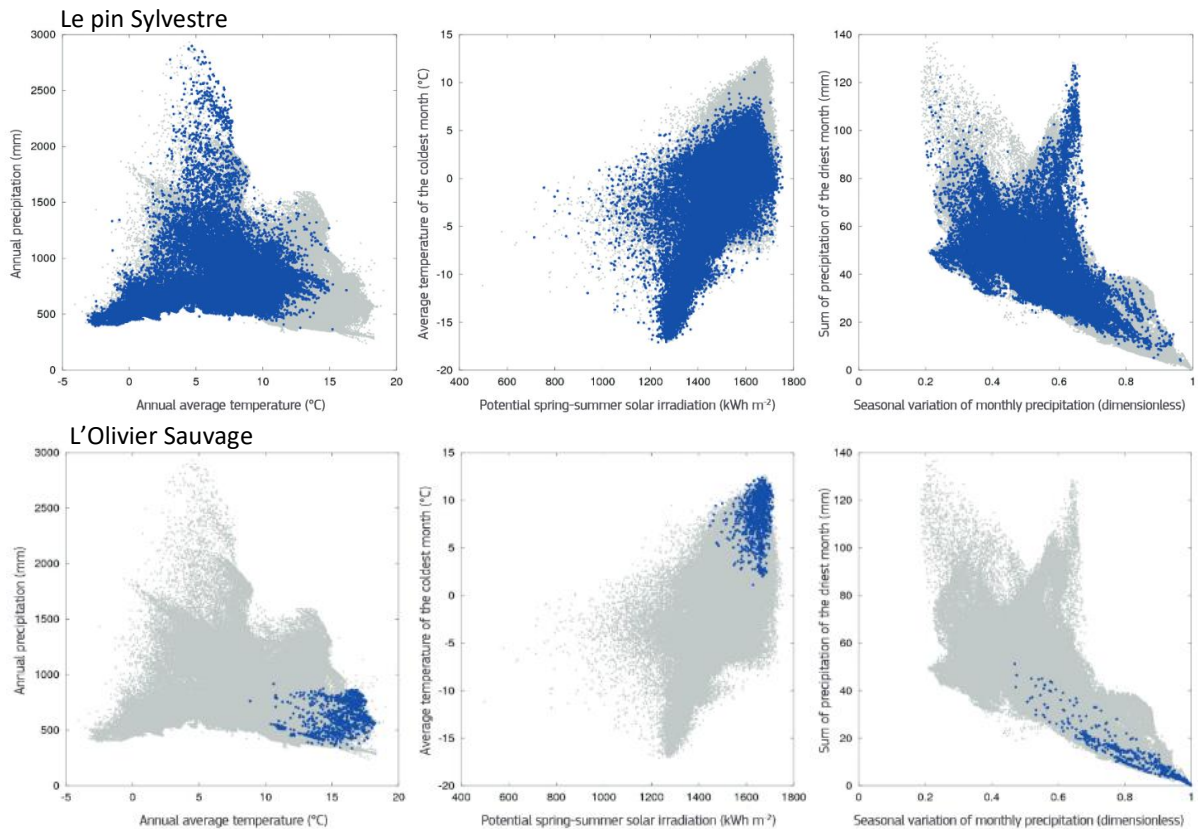 Le pin Sylvestre
3000
2500
2000
1500
1000
500
0
Annual precipitation (mm)
-5 0 5 10 15 20
Annual average temperature (°C)
15
10
5
0
-5
-10
-15
-20
Average temperature of the coldest month (°C)
400 600 800 1000 1200 1400 1600 1800
Potential spring-summer solar irradiation (kWh m⁻²)
140
120
100
80
60
40
20
0
Sum of precipitation of the driest month (mm)
0 0.2 0.4 0.6 0.8 1
Seasonal variation of monthly precipitation (dimensionless)
L’Olivier Sauvage
3000
2500
2000
1500
1000
500
0
Annual precipitation (mm)
-5 0 5 10 15 20
Annual average temperature (°C)
15
10
5
0
-5
-10
-15
-20
Average temperature of the coldest month (°C)
400 600 800 1000 1200 1400 1600 1800
Potential spring-summer solar irradiation (kWh m⁻²)
140
120
100
80
60
40
20
0
Sum of precipitation of the driest month (mm)
0 0.2 0.4 0.6 0.8 1
Seasonal variation of monthly precipitation (dimensionless)